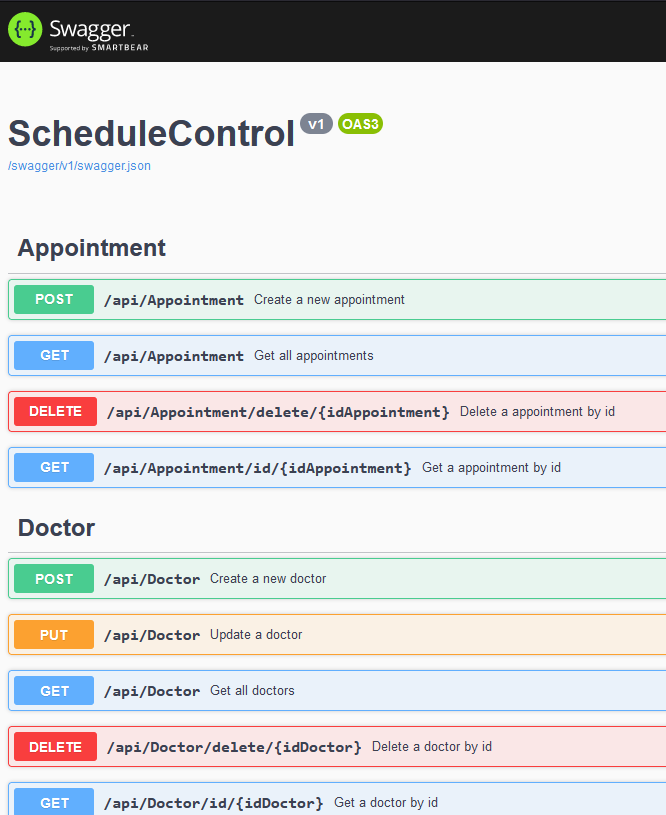 Swagger
Supported by SMARTBEAR
ScheduleControl v1 OAS3
/swagger/v1/swagger.json
Appointment
POST /api/Appointment Create a new appointment
GET /api/Appointment Get all appointments
DELETE /api/Appointment/delete/{idAppointment} Delete a appointment by id
GET /api/Appointment/id/{idAppointment} Get a appointment by id
Doctor
POST /api/Doctor Create a new doctor
PUT /api/Doctor Update a doctor
GET /api/Doctor Get all doctors
DELETE /api/Doctor/delete/{idDoctor} Delete a doctor by id
GET /api/Doctor/id/{idDoctor} Get a doctor by id